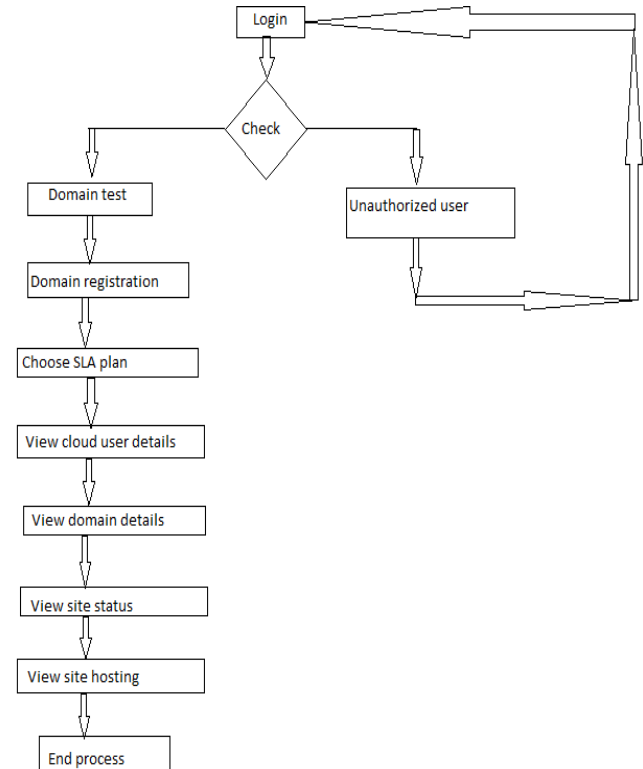 Login
Check
Domain test
Unauthorized user
Domain registration
Choose SLA plan
View cloud user details
View domain details
View site status
View site hosting
End process